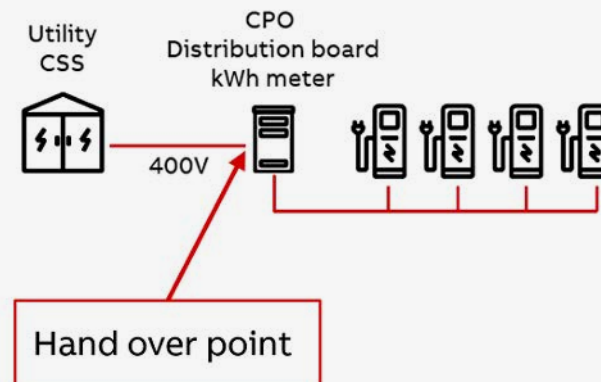 Utility
CSS
CPO
Distribution board
kWh meter
400V
Hand over point